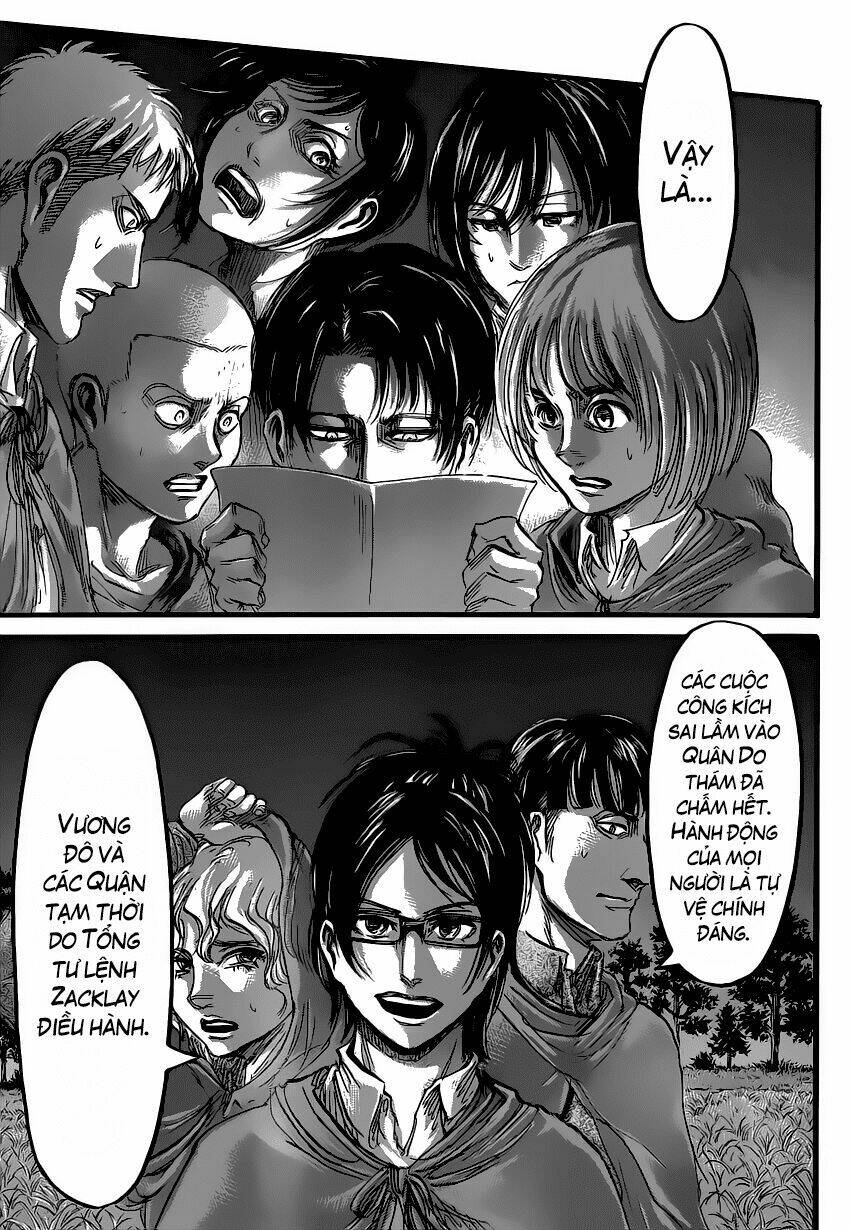 Vậy
là...
các cuộc
công kích
sai lầm vào
Quân Do
thám đã
chấm hết.
Hành động
của mọi
người là tự
vệ chính
đáng.
Vương
đô và
các Quận
tạm thời
do Tổng
tư lệnh
Zacklay
điều hành.